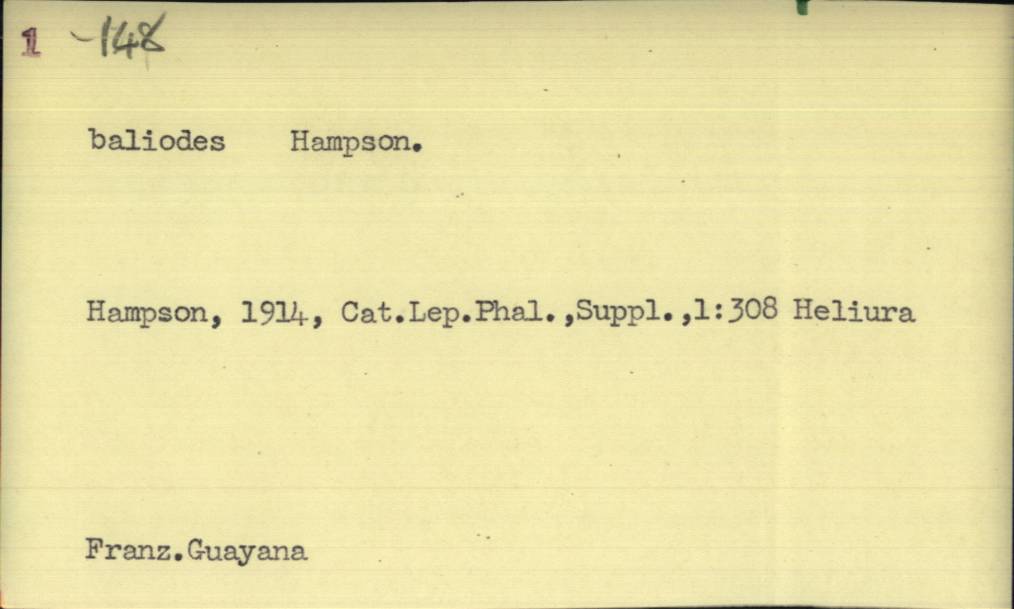 1 -148
baliodes Hampson.
Hampson, 1914, Cat.Lep.Phal.,Suppl.,1:308 Heliura
Franz.Guayana